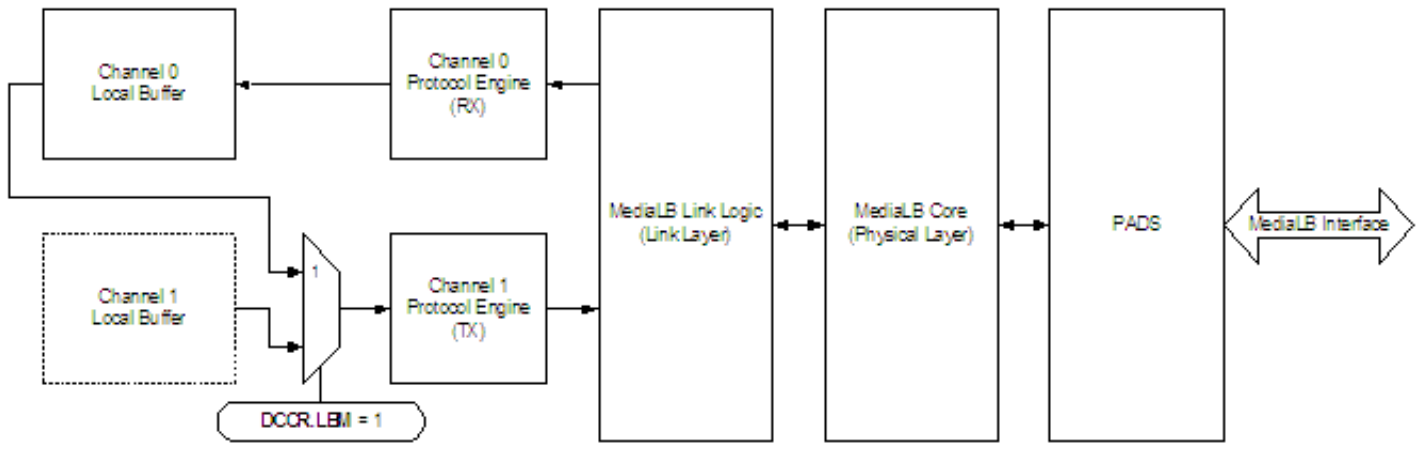 Channel 0
Local Buffer
Channel 0
Protocol Engine
(RX)
MediaLB Link Logic
(Link Layer)
MediaLB Core
(Physical Layer)
PADS
MediaLB Interface
1
Channel 1
Local Buffer
Channel 1
Protocol Engine
(TX)
DCCR.LBM = 1